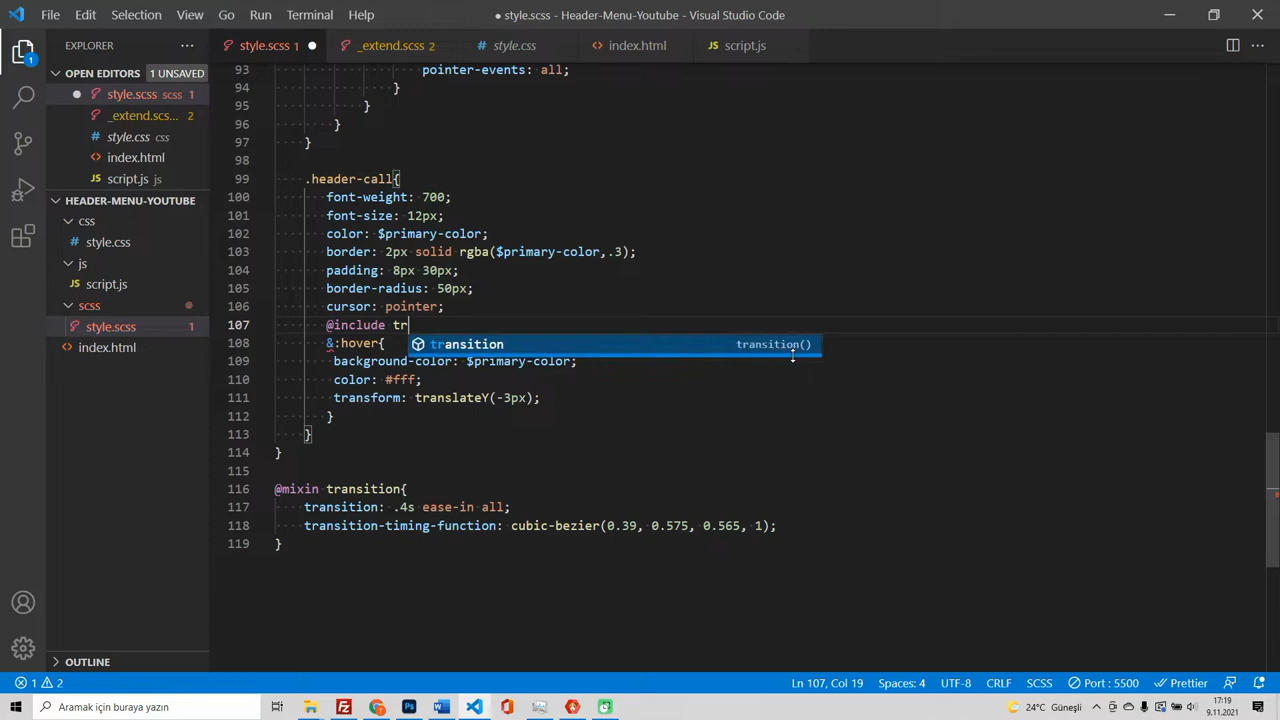 File Edit Selection View Go Run Terminal Help
● style.scss - Header-Menu-Youtube - Visual Studio Code
EXPLORER ···
style.scss 1 ●
_extend.scss 2
# style.css
<> index.html
JS script.js
OPEN EDITORS 1 UNSAVED
● style.scss scss 1
_extend.sc... 2
# style.css css
<> index.html
JS script.js js
HEADER-MENU-YOUTUBE
css
# style.css
js
JS script.js
scss
style.scss 1
<> index.html
OUTLINE
93 pointer-events: all;
94 }
95 }
96 }
97 }
98
99 .header-call{
100 font-weight: 700;
101 font-size: 12px;
102 color: $primary-color;
103 border: 2px solid rgba($primary-color,.3);
104 padding: 8px 30px;
105 border-radius: 50px;
106 cursor: pointer;
107 @include tr
transition transition()
108 &:hover{
109 background-color: $primary-color;
110 color: #fff;
111 transform: translateY(-3px);
112 }
113 }
114 }
115
116 @mixin transition{
117 transition: .4s ease-in all;
118 transition-timing-function: cubic-bezier(0.39, 0.575, 0.565, 1);
119 }
1 2
Ln 107, Col 19 Spaces: 4 UTF-8 CRLF SCSS Port : 5500 Prettier
Aramak için buraya yazın
24°C Güneşli
17:19
9.11.2021